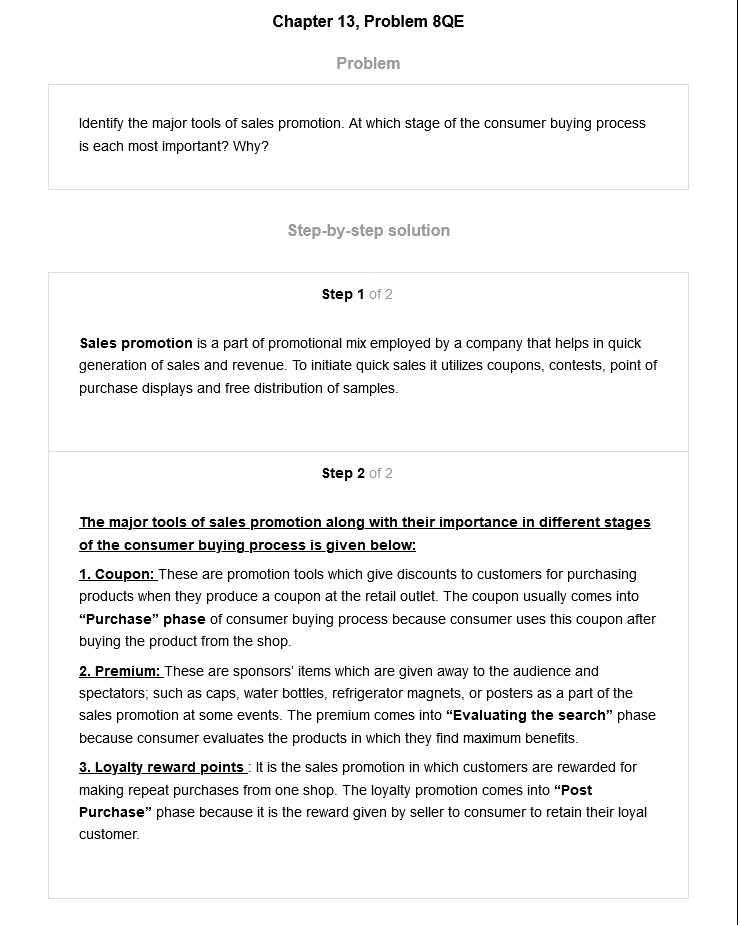 Chapter 13, Problem 8QE
Problem
Identify the major tools of sales promotion. At which stage of the consumer buying process
is each most important? Why?
Step-by-step solution
Step 1 of 2
Sales promotion is a part of promotional mix employed by a company that helps in quick
generation of sales and revenue. To initiate quick sales it utilizes coupons, contests, point of
purchase displays and free distribution of samples.
Step 2 of 2
The major tools of sales promotion along with their importance in different stages
of the consumer buying process is given below:
1. Coupon: These are promotion tools which give discounts to customers for purchasing
products when they produce a coupon at the retail outlet. The coupon usually comes into
“Purchase” phase of consumer buying process because consumer uses this coupon after
buying the product from the shop.
2. Premium: These are sponsors’ items which are given away to the audience and
spectators; such as caps, water bottles, refrigerator magnets, or posters as a part of the
sales promotion at some events. The premium comes into “Evaluating the search” phase
because consumer evaluates the products in which they find maximum benefits.
3. Loyalty reward points : It is the sales promotion in which customers are rewarded for
making repeat purchases from one shop. The loyalty promotion comes into “Post
Purchase” phase because it is the reward given by seller to consumer to retain their loyal
customer.